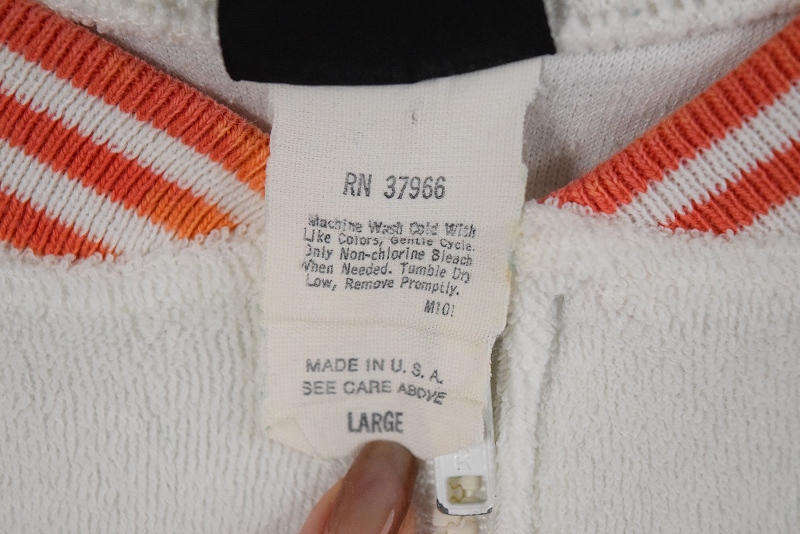 RN 37966
Machine Wash Cold With
Like Colors, Gentle Cycle.
Only Non-chlorine Bleach
When Needed. Tumble Dry
Low, Remove Promptly.
M101
MADE IN U. S. A.
SEE CARE ABOVE
LARGE